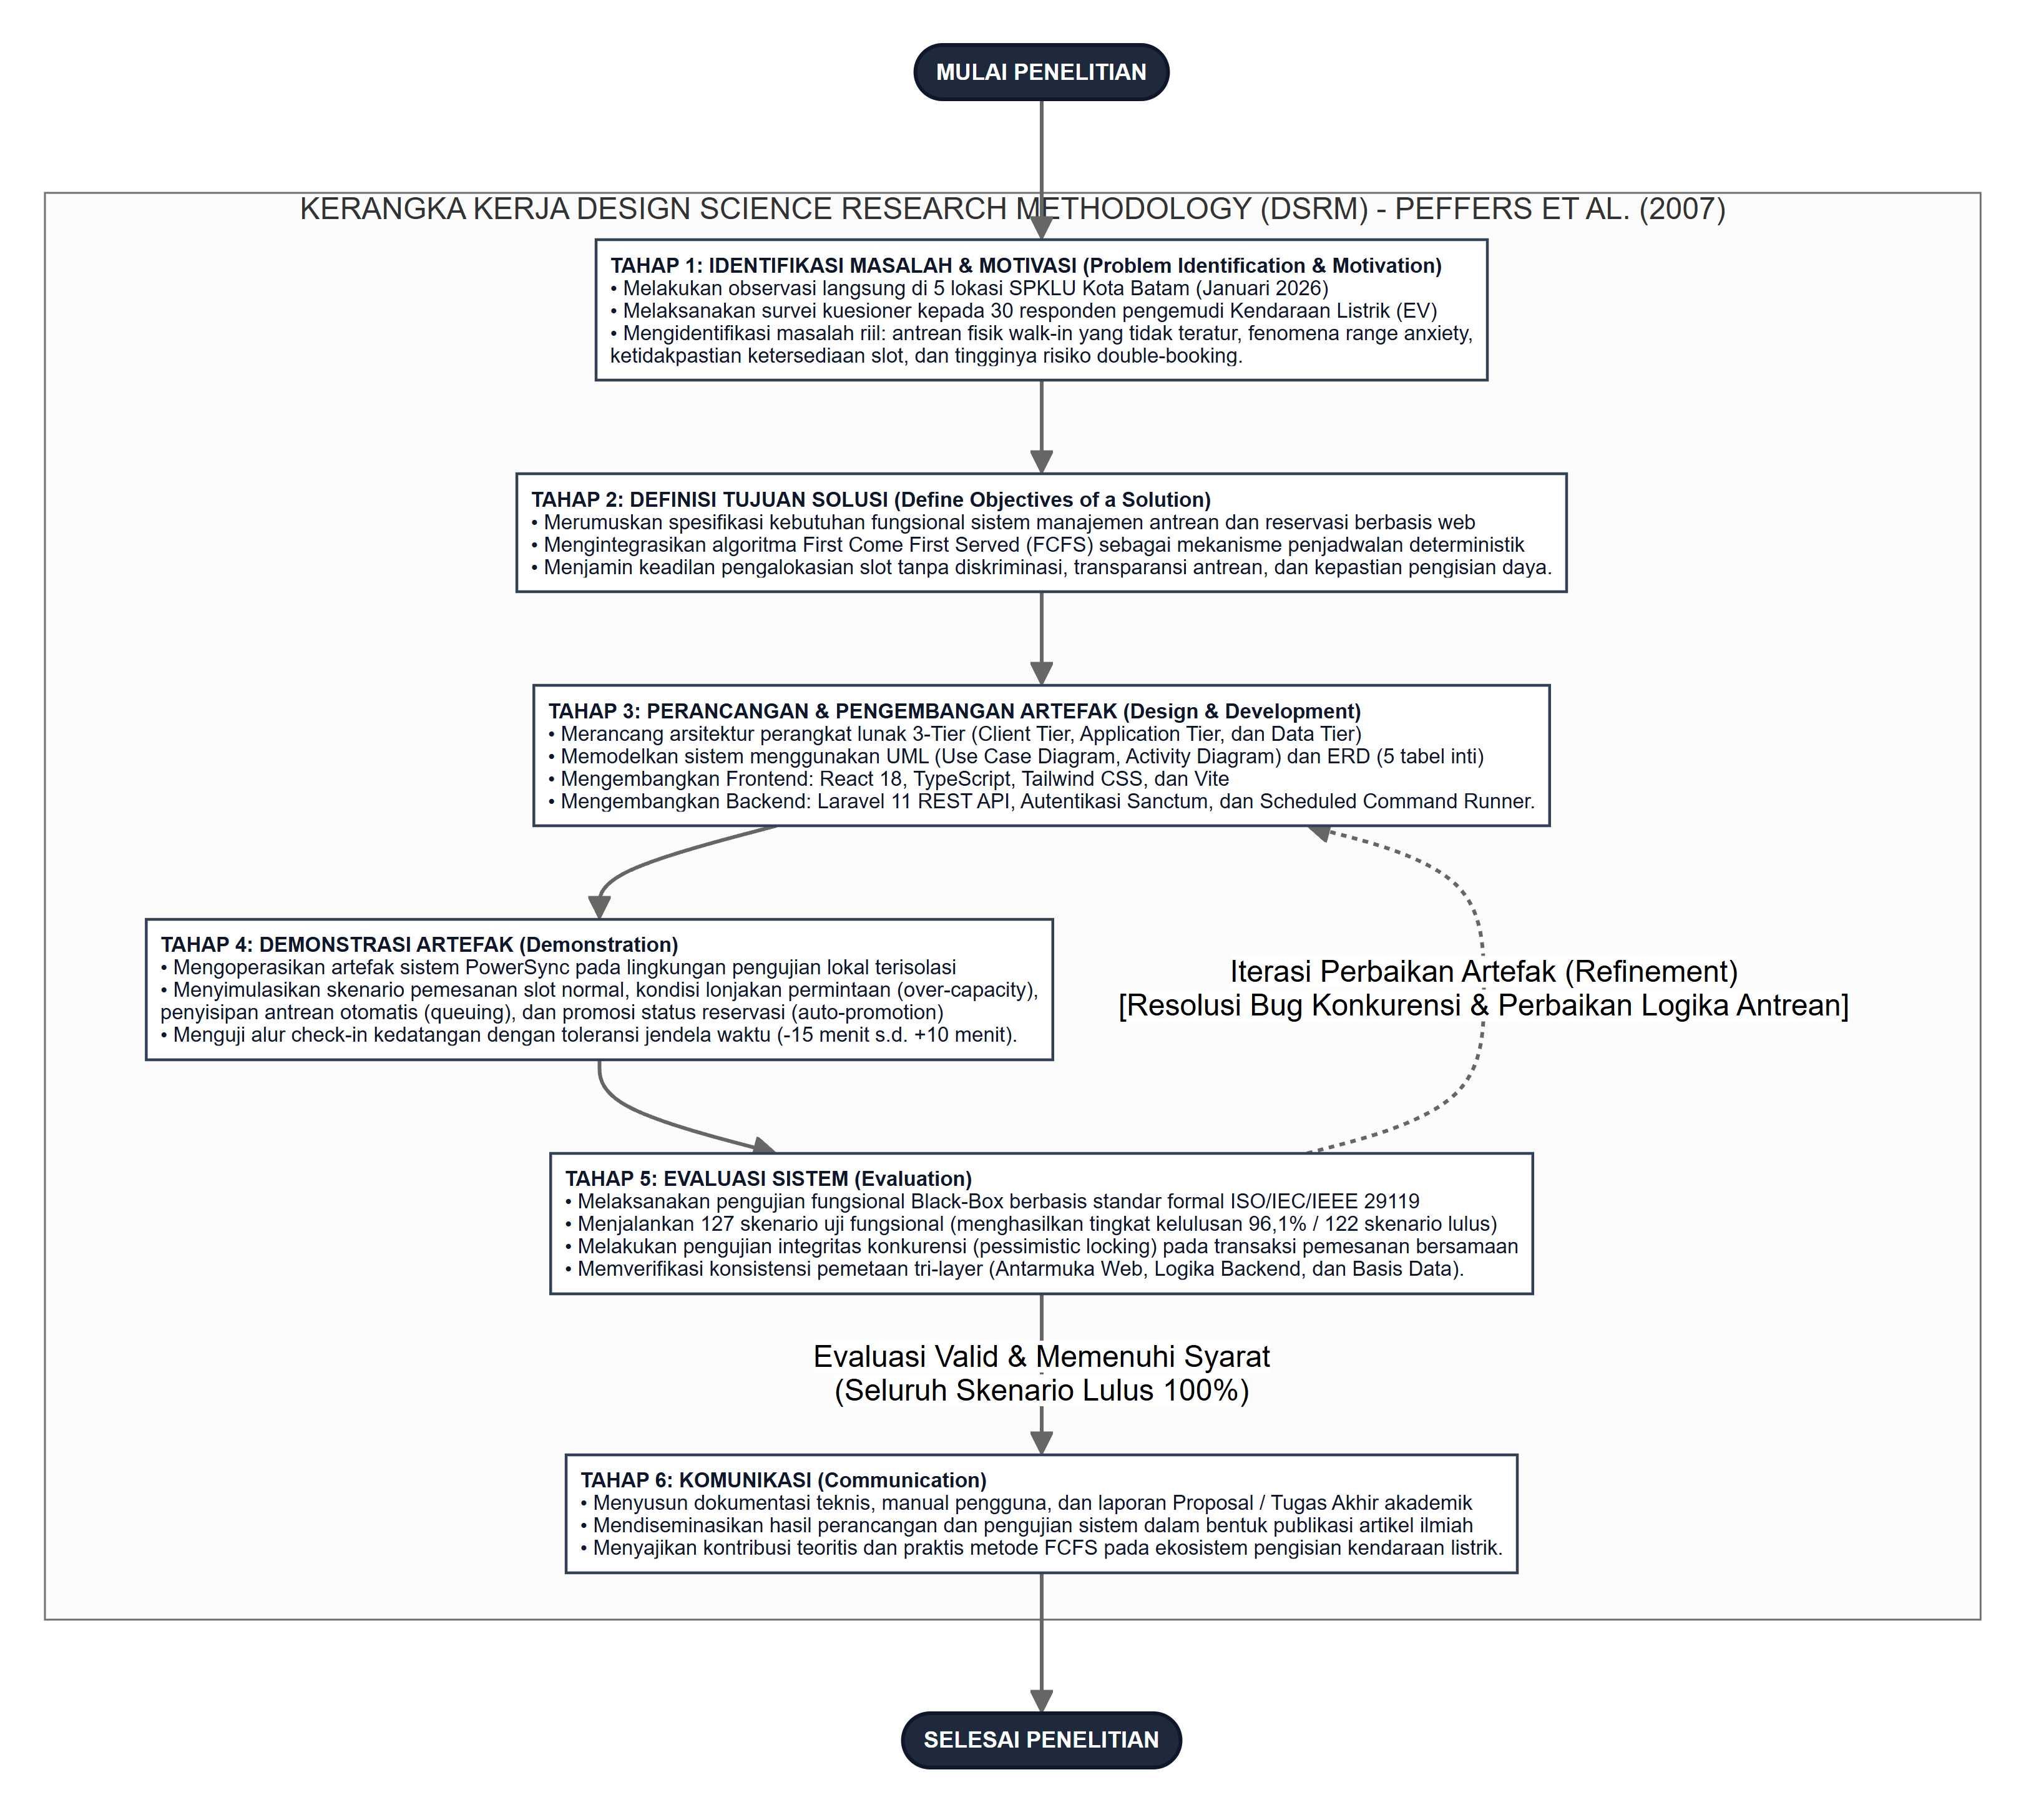 MULAI PENELITIAN
KERANGKA KERJA DESIGN SCIENCE RESEARCH METHODOLOGY (DSRM) - PEFFERS ET AL. (2007)
TAHAP 1: IDENTIFIKASI MASALAH & MOTIVASI (Problem Identification & Motivation)
• Melakukan observasi langsung di 5 lokasi SPKLU Kota Batam (Januari 2026)
• Melaksanakan survei kuesioner kepada 30 responden pengemudi Kendaraan Listrik (EV)
• Mengidentifikasi masalah riil: antrean fisik walk-in yang tidak teratur, fenomena range anxiety,
ketidakpastian ketersediaan slot, dan tingginya risiko double-booking.
TAHAP 2: DEFINISI TUJUAN SOLUSI (Define Objectives of a Solution)
• Merumuskan spesifikasi kebutuhan fungsional sistem manajemen antrean dan reservasi berbasis web
• Mengintegrasikan algoritma First Come First Served (FCFS) sebagai mekanisme penjadwalan deterministik
• Menjamin keadilan pengalokasian slot tanpa diskriminasi, transparansi antrean, dan kepastian pengisian daya.
TAHAP 3: PERANCANGAN & PENGEMBANGAN ARTEFAK (Design & Development)
• Merancang arsitektur perangkat lunak 3-Tier (Client Tier, Application Tier, dan Data Tier)
• Memodelkan sistem menggunakan UML (Use Case Diagram, Activity Diagram) dan ERD (5 tabel inti)
• Mengembangkan Frontend: React 18, TypeScript, Tailwind CSS, dan Vite
• Mengembangkan Backend: Laravel 11 REST API, Autentikasi Sanctum, dan Scheduled Command Runner.
TAHAP 4: DEMONSTRASI ARTEFAK (Demonstration)
• Mengoperasikan artefak sistem PowerSync pada lingkungan pengujian lokal terisolasi
• Menyimulasikan skenario pemesanan slot normal, kondisi lonjakan permintaan (over-capacity),
penyisipan antrean otomatis (queuing), dan promosi status reservasi (auto-promotion)
• Menguji alur check-in kedatangan dengan toleransi jendela waktu (-15 menit s.d. +10 menit).
Iterasi Perbaikan Artefak (Refinement)
[Resolusi Bug Konkurensi & Perbaikan Logika Antrean]
TAHAP 5: EVALUASI SISTEM (Evaluation)
• Melaksanakan pengujian fungsional Black-Box berbasis standar formal ISO/IEC/IEEE 29119
• Menjalankan 127 skenario uji fungsional (menghasilkan tingkat kelulusan 96,1% / 122 skenario lulus)
• Melakukan pengujian integritas konkurensi (pessimistic locking) pada transaksi pemesanan bersamaan
• Memverifikasi konsistensi pemetaan tri-layer (Antarmuka Web, Logika Backend, dan Basis Data).
Evaluasi Valid & Memenuhi Syarat
(Seluruh Skenario Lulus 100%)
TAHAP 6: KOMUNIKASI (Communication)
• Menyusun dokumentasi teknis, manual pengguna, dan laporan Proposal / Tugas Akhir akademik
• Mendiseminasikan hasil perancangan dan pengujian sistem dalam bentuk publikasi artikel ilmiah
• Menyajikan kontribusi teoritis dan praktis metode FCFS pada ekosistem pengisian kendaraan listrik.
SELESAI PENELITIAN